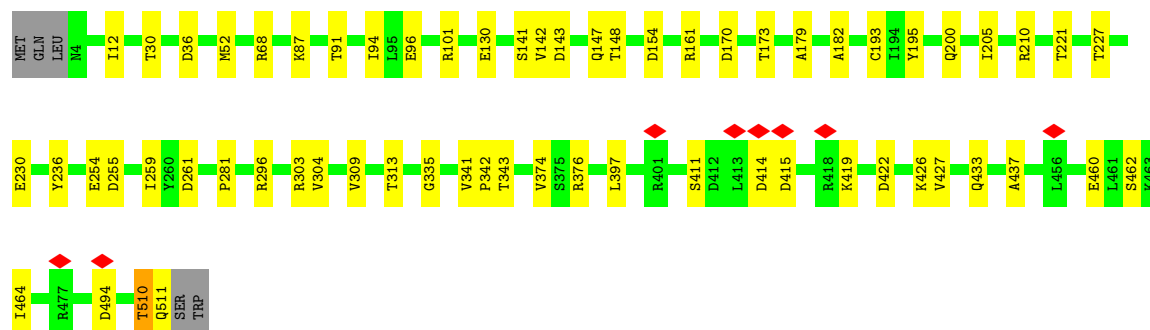 MET GLN LEU N4 I12 T30 D36 M52 R68 K87 T91 I94 L95 E96 R101 E130 S141 V142 D143 Q147 T148 D154 R161 D170 T173 A179 A182 C193 I194 Y195 Q200 I205 R210 T221 T227
E230 Y236 E254 D255 I259 Y260 D261 P281 R296 R303 V304 V309 T313 G335 V341 P342 T343 V374 S375 R376 L397 R401 S411 D412 L413 D414 D415 R418 K419 D422 K426 V427 Q433 A437 L456 E460 L461 S462 K463
I464 R477 D494 T510 Q511 SER TRP